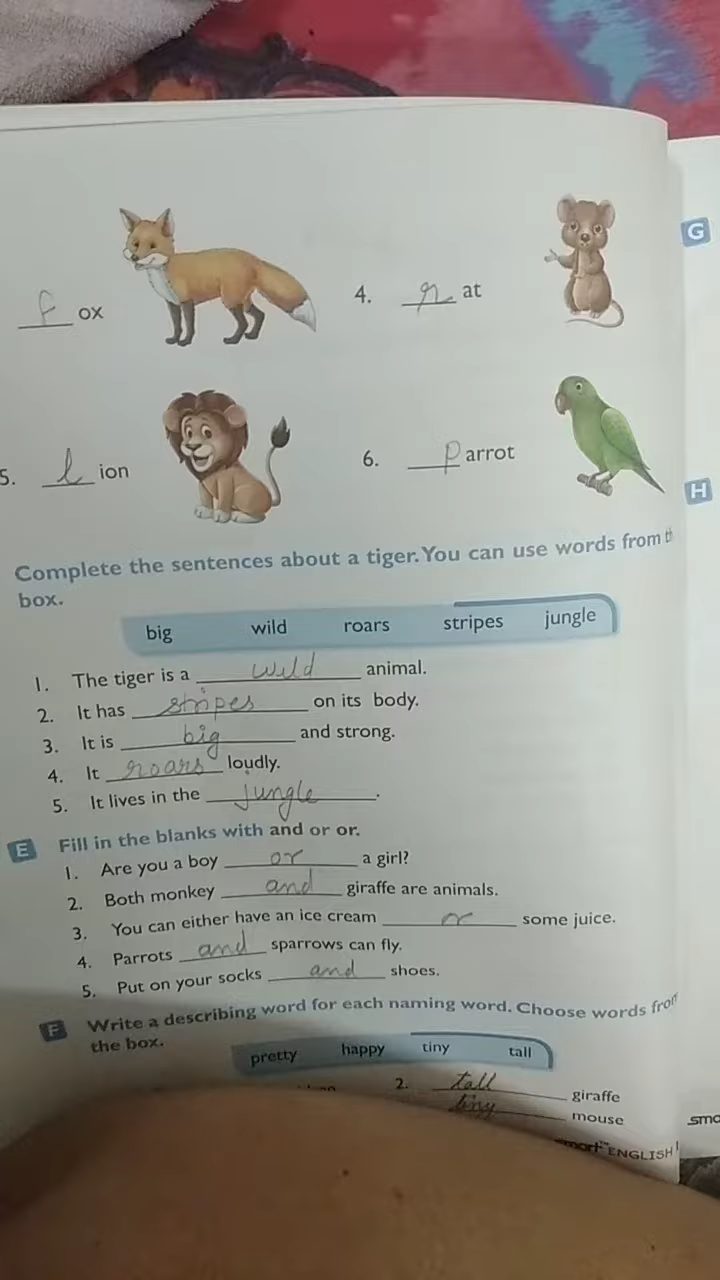 f ox
4. r at
5. l ion
6. P arrot
Complete the sentences about a tiger. You can use words from th
box.
big wild roars stripes jungle
1. The tiger is a wild animal.
2. It has stripes on its body.
3. It is big and strong.
4. It roars loudly.
5. It lives in the jungle.
E Fill in the blanks with and or or.
1. Are you a boy or a girl?
2. Both monkey and giraffe are animals.
3. You can either have an ice cream or some juice.
4. Parrots and sparrows can fly.
5. Put on your socks and shoes.
F Write a describing word for each naming word. Choose words from
the box.
pretty happy tiny tall
2. tall giraffe
tiny mouse
smart ENGLISH
G
H
sma